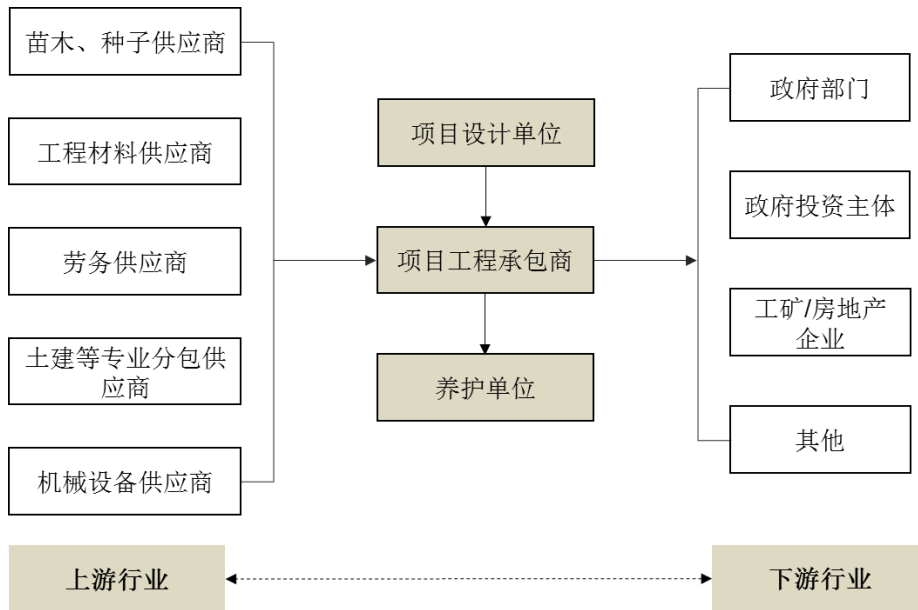 苗木、种子供应商
工程材料供应商
劳务供应商
土建等专业分包供
应商
机械设备供应商
项目设计单位
项目工程承包商
养护单位
政府部门
政府投资主体
工矿/房地产
企业
其他
上游行业
下游行业